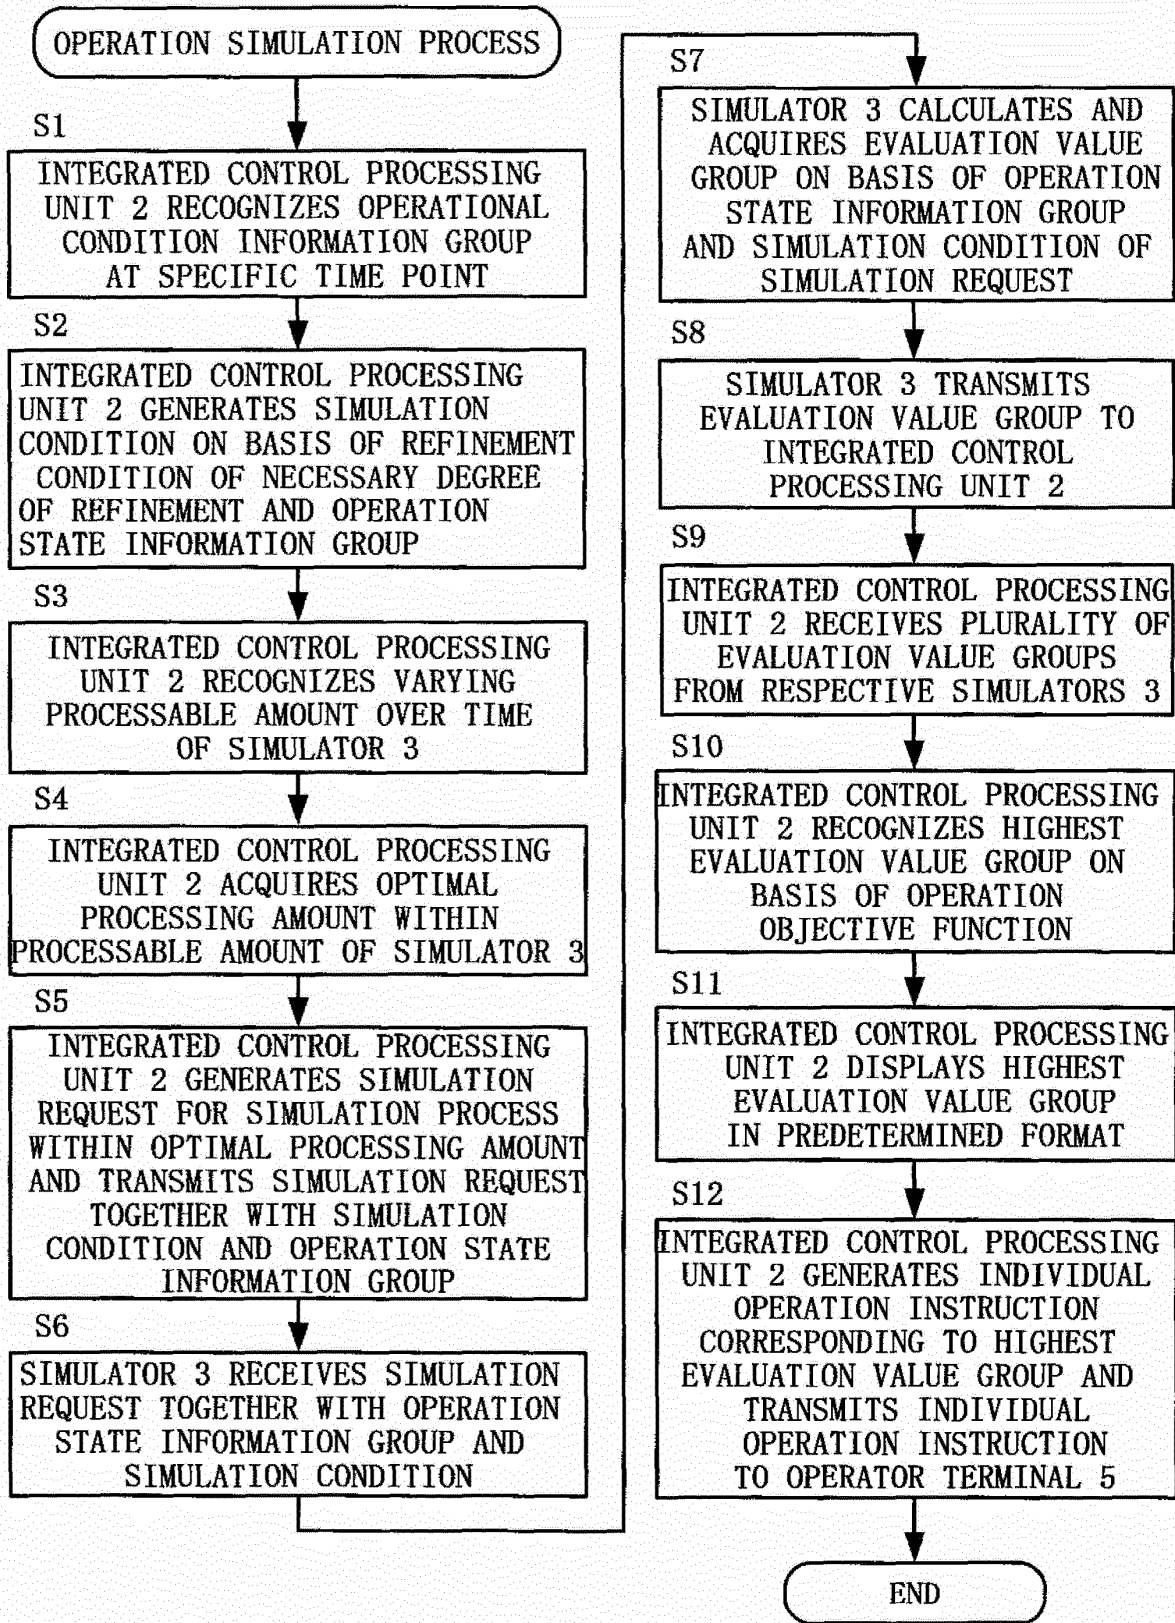 OPERATION SIMULATION PROCESS
S1
INTEGRATED CONTROL PROCESSING
UNIT 2 RECOGNIZES OPERATIONAL
CONDITION INFORMATION GROUP
AT SPECIFIC TIME POINT
S2
INTEGRATED CONTROL PROCESSING
UNIT 2 GENERATES SIMULATION
CONDITION ON BASIS OF REFINEMENT
CONDITION OF NECESSARY DEGREE
OF REFINEMENT AND OPERATION
STATE INFORMATION GROUP
S3
INTEGRATED CONTROL PROCESSING
UNIT 2 RECOGNIZES VARYING
PROCESSABLE AMOUNT OVER TIME
OF SIMULATOR 3
S4
INTEGRATED CONTROL PROCESSING
UNIT 2 ACQUIRES OPTIMAL
PROCESSING AMOUNT WITHIN
PROCESSABLE AMOUNT OF SIMULATOR 3
S5
INTEGRATED CONTROL PROCESSING
UNIT 2 GENERATES SIMULATION
REQUEST FOR SIMULATION PROCESS
WITHIN OPTIMAL PROCESSING AMOUNT
AND TRANSMITS SIMULATION REQUEST
TOGETHER WITH SIMULATION
CONDITION AND OPERATION STATE
INFORMATION GROUP
S6
SIMULATOR 3 RECEIVES SIMULATION
REQUEST TOGETHER WITH OPERATION
STATE INFORMATION GROUP AND
SIMULATION CONDITION
S7
SIMULATOR 3 CALCULATES AND
ACQUIRES EVALUATION VALUE
GROUP ON BASIS OF OPERATION
STATE INFORMATION GROUP
AND SIMULATION CONDITION OF
SIMULATION REQUEST
S8
SIMULATOR 3 TRANSMITS
EVALUATION VALUE GROUP TO
INTEGRATED CONTROL
PROCESSING UNIT 2
S9
INTEGRATED CONTROL PROCESSING
UNIT 2 RECEIVES PLURALITY OF
EVALUATION VALUE GROUPS
FROM RESPECTIVE SIMULATORS 3
S10
INTEGRATED CONTROL PROCESSING
UNIT 2 RECOGNIZES HIGHEST
EVALUATION VALUE GROUP ON
BASIS OF OPERATION
OBJECTIVE FUNCTION
S11
INTEGRATED CONTROL PROCESSING
UNIT 2 DISPLAYS HIGHEST
EVALUATION VALUE GROUP
IN PREDETERMINED FORMAT
S12
INTEGRATED CONTROL PROCESSING
UNIT 2 GENERATES INDIVIDUAL
OPERATION INSTRUCTION
CORRESPONDING TO HIGHEST
EVALUATION VALUE GROUP AND
TRANSMITS INDIVIDUAL
OPERATION INSTRUCTION
TO OPERATOR TERMINAL 5
END